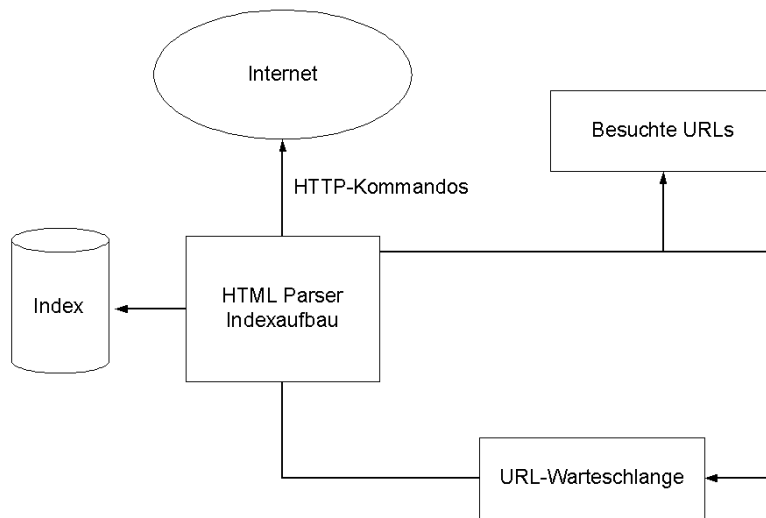 Internet
Besuchte URLs
HTTP-Kommandos
HTML Parser
Indexaufbau
Index
URL-Warteschlange